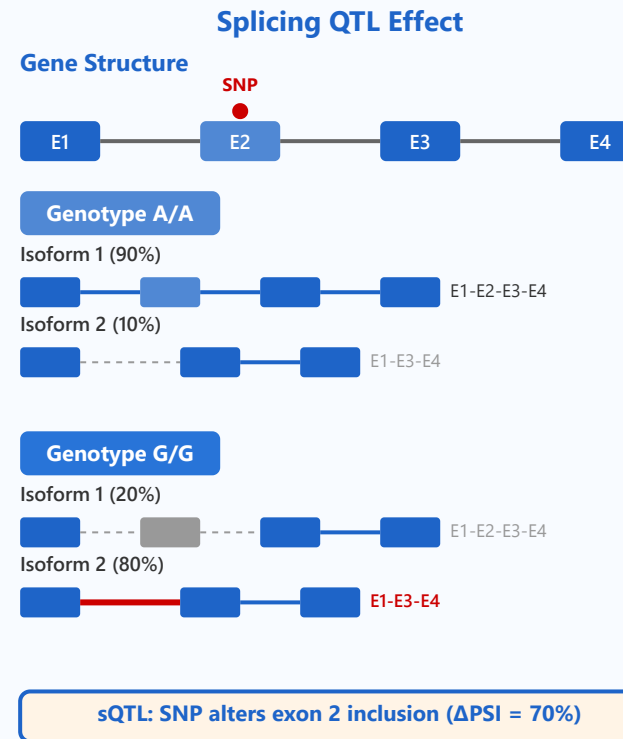 Splicing QTL Effect
Gene Structure
SNP
E1 E2 E3 E4
Genotype A/A
Isoform 1 (90%)
E1-E2-E3-E4
Isoform 2 (10%)
E1-E3-E4
Genotype G/G
Isoform 1 (20%)
E1-E2-E3-E4
Isoform 2 (80%)
E1-E3-E4
sQTL: SNP alters exon 2 inclusion (ΔPSI = 70%)